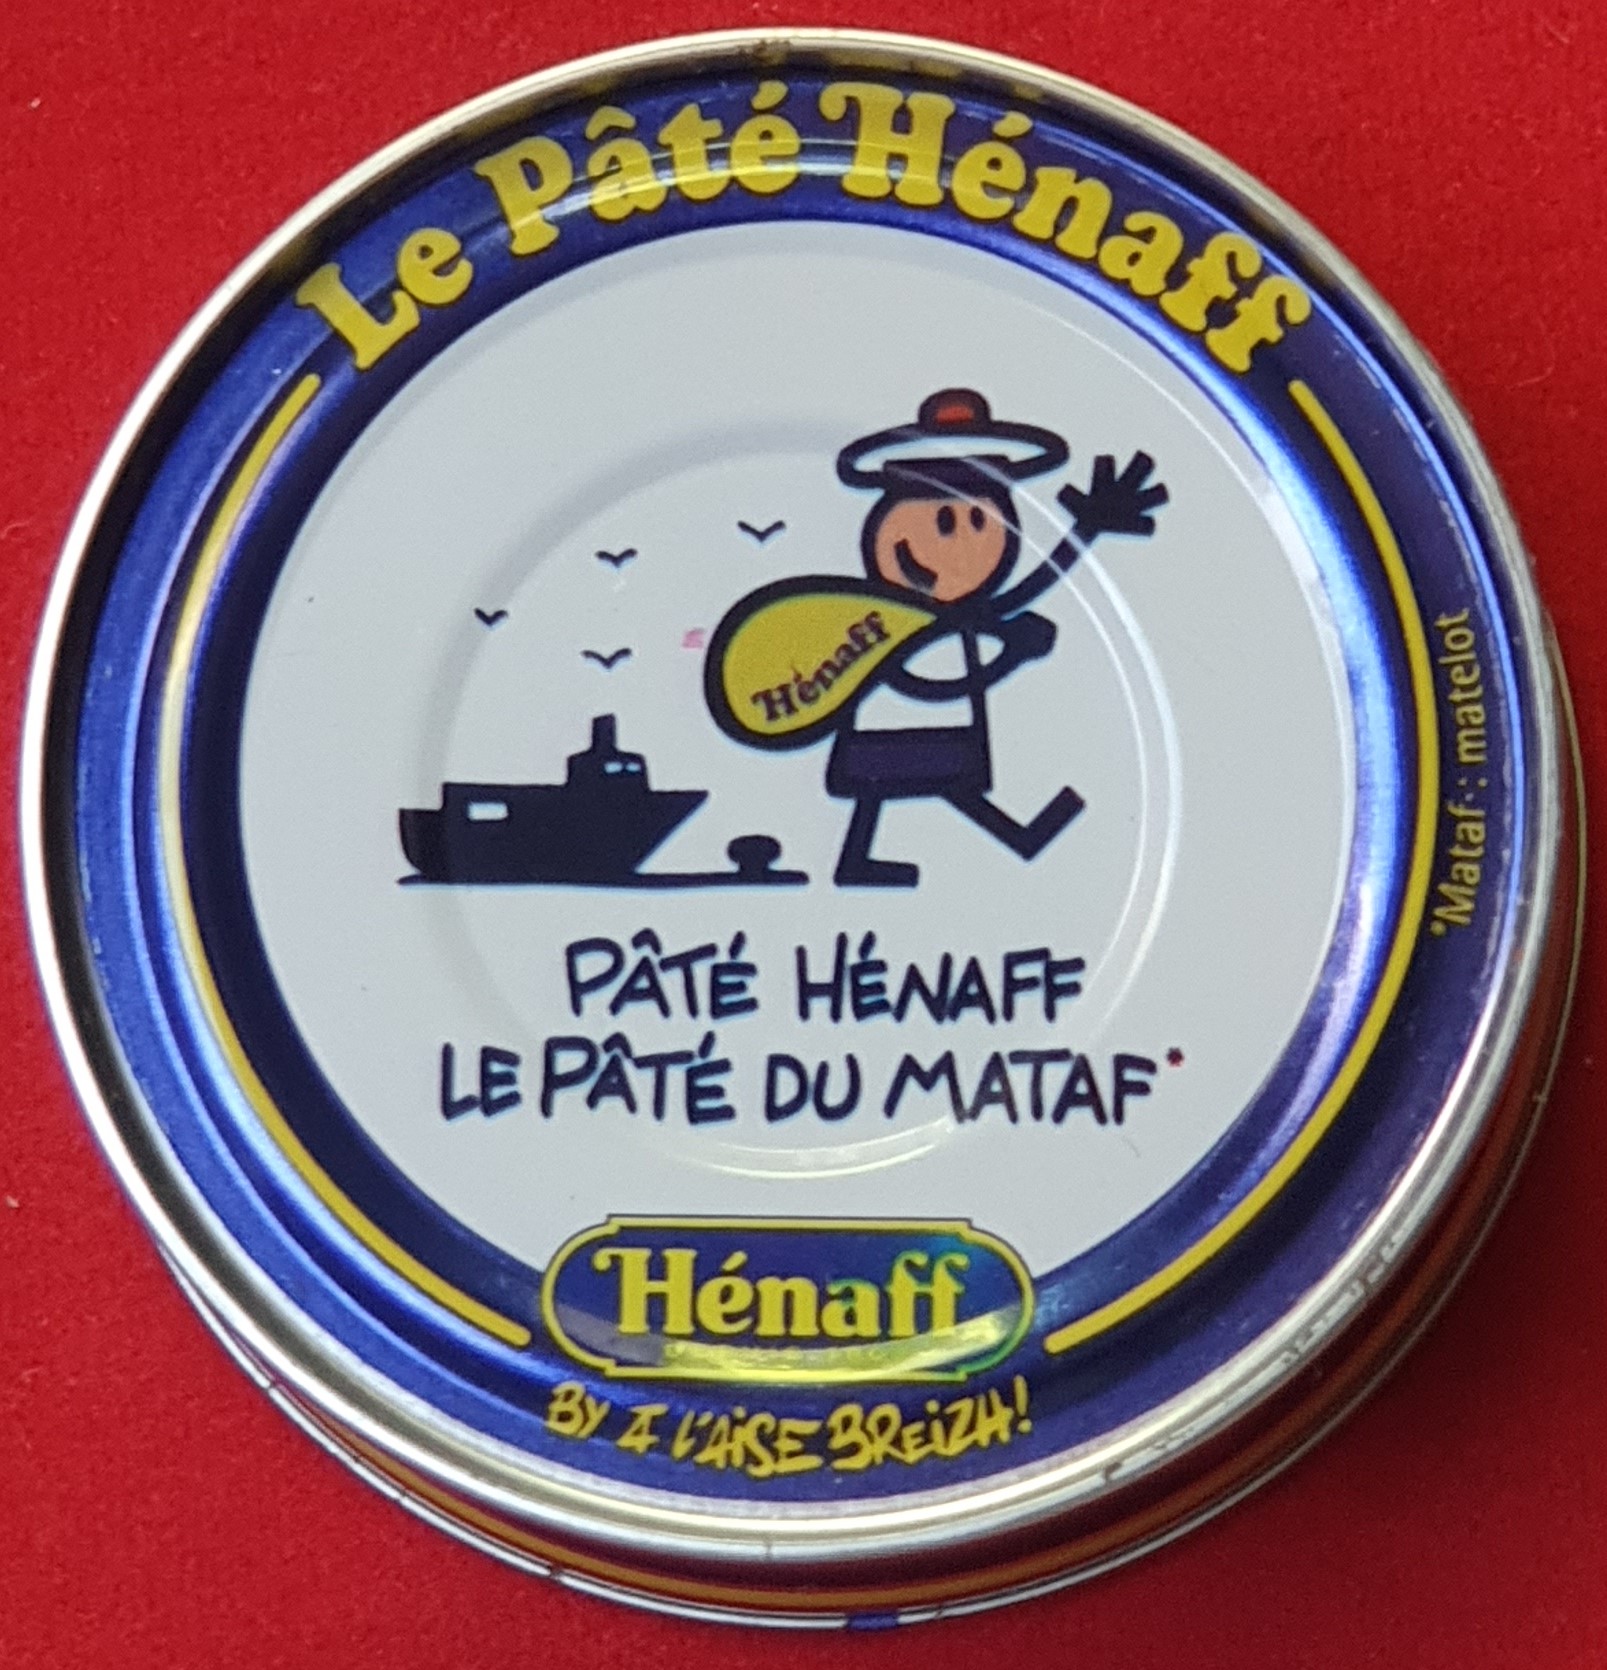 Le Pâté Hénaff
Hénaff
PÂTÉ HÉNAFF
LE PÂTÉ DU MATAF*
*Mataf : matelot
Hénaff
By A L'AISE BREiZH!